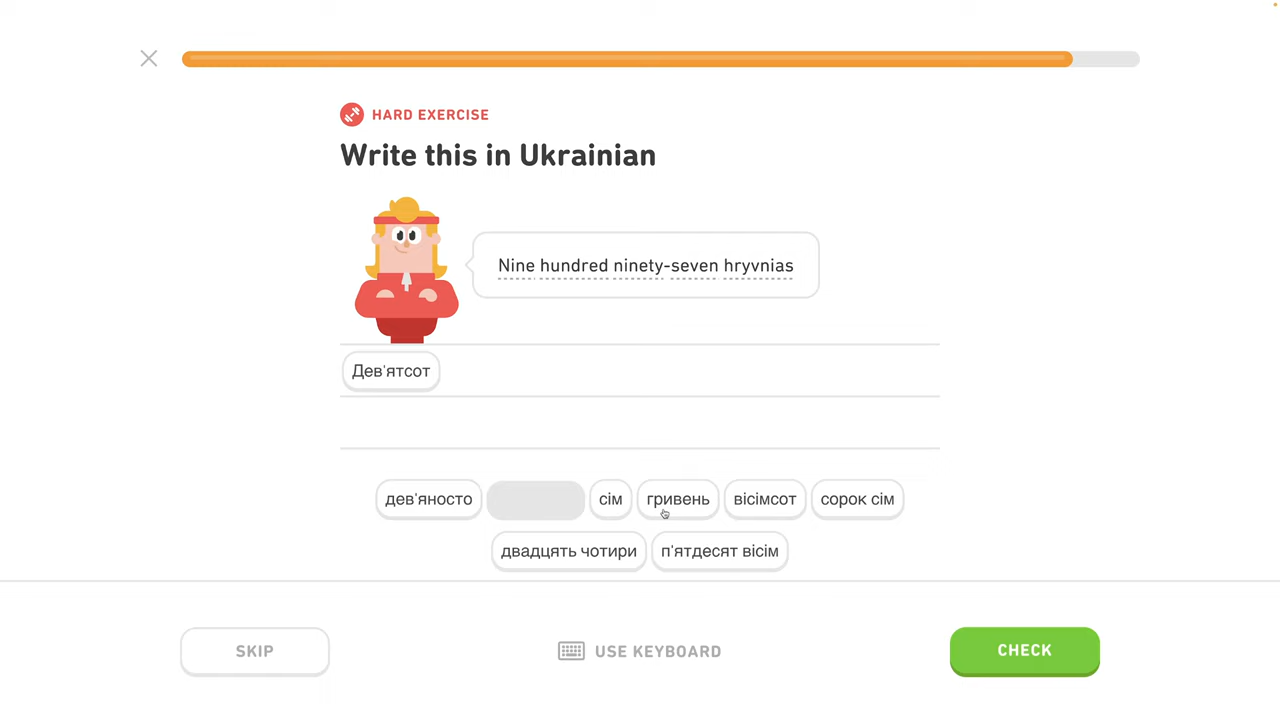 HARD EXERCISE
Write this in Ukrainian
Nine hundred ninety-seven hryvnias
Дев'ятсот
дев'яносто сім гривень вісімсот сорок сім
двадцять чотири п'ятдесят вісім
SKIP USE KEYBOARD CHECK